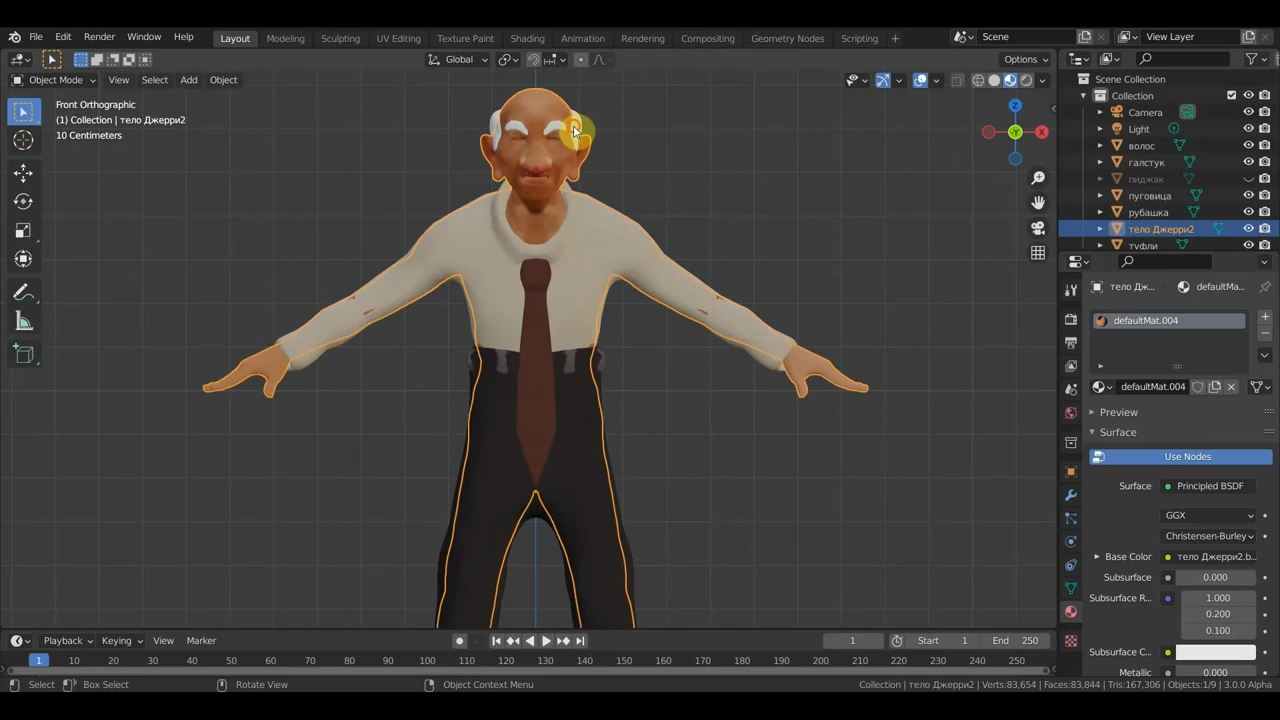 File Edit Render Window Help
Layout Modeling Sculpting UV Editing Texture Paint Shading Animation Rendering Compositing Geometry Nodes Scripting +
Scene
View Layer
Global
Options
Object Mode View Select Add Object
Front Orthographic
(1) Collection | тело Джерри2
10 Centimeters
Z
X
-Y
Scene Collection
Collection
Camera
Light
волос
галстук
пиджак
пуговица
рубашка
тело Джерри2
туфли
тело Дж... defaultMa...
defaultMat.004
defaultMat.004
Preview
Surface
Use Nodes
Surface Principled BSDF
GGX
Christensen-Burley
Base Color тело Джерри2.b...
Subsurface 0.000
Subsurface R... 1.000
0.200
0.100
Subsurface C...
Metallic 0.000
Playback Keying View Marker
1 Start 1 End 250
1 10 20 30 40 50 60 70 80 90 100 110 120 130 140 150 160 170 180 190 200 210 220 230 240 250
Select Box Select Rotate View Object Context Menu
Collection | тело Джерри2 | Verts:83,654 | Faces:83,844 | Tris:167,306 | Objects:1/9 | 3.0.0 Alpha